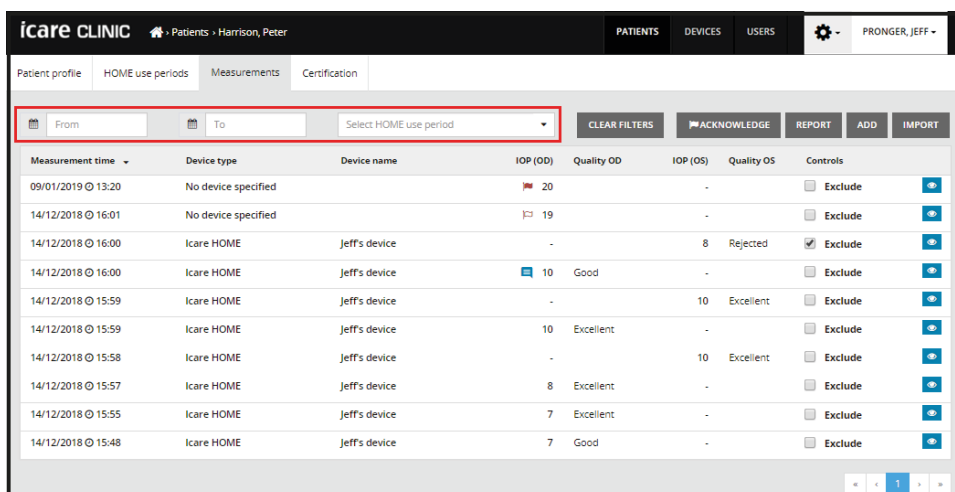 icare CLINIC › Patients › Harrison, Peter PATIENTS DEVICES USERS PRONGER, JEFF
Patient profile HOME use periods Measurements Certification
From To Select HOME use period CLEAR FILTERS ACKNOWLEDGE REPORT ADD IMPORT
Measurement time Device type Device name IOP (OD) Quality OD IOP (OS) Quality OS Controls
09/01/2019 13:20 No device specified 20 - Exclude
14/12/2018 16:01 No device specified 19 - Exclude
14/12/2018 16:00 Icare HOME Jeff's device - 8 Rejected Exclude
14/12/2018 16:00 Icare HOME Jeff's device 10 Good - Exclude
14/12/2018 15:59 Icare HOME Jeff's device - 10 Excellent Exclude
14/12/2018 15:59 Icare HOME Jeff's device 10 Excellent - Exclude
14/12/2018 15:58 Icare HOME Jeff's device - 10 Excellent Exclude
14/12/2018 15:57 Icare HOME Jeff's device 8 Excellent - Exclude
14/12/2018 15:55 Icare HOME Jeff's device 7 Excellent - Exclude
14/12/2018 15:48 Icare HOME Jeff's device 7 Good - Exclude
« ‹ 1 › »